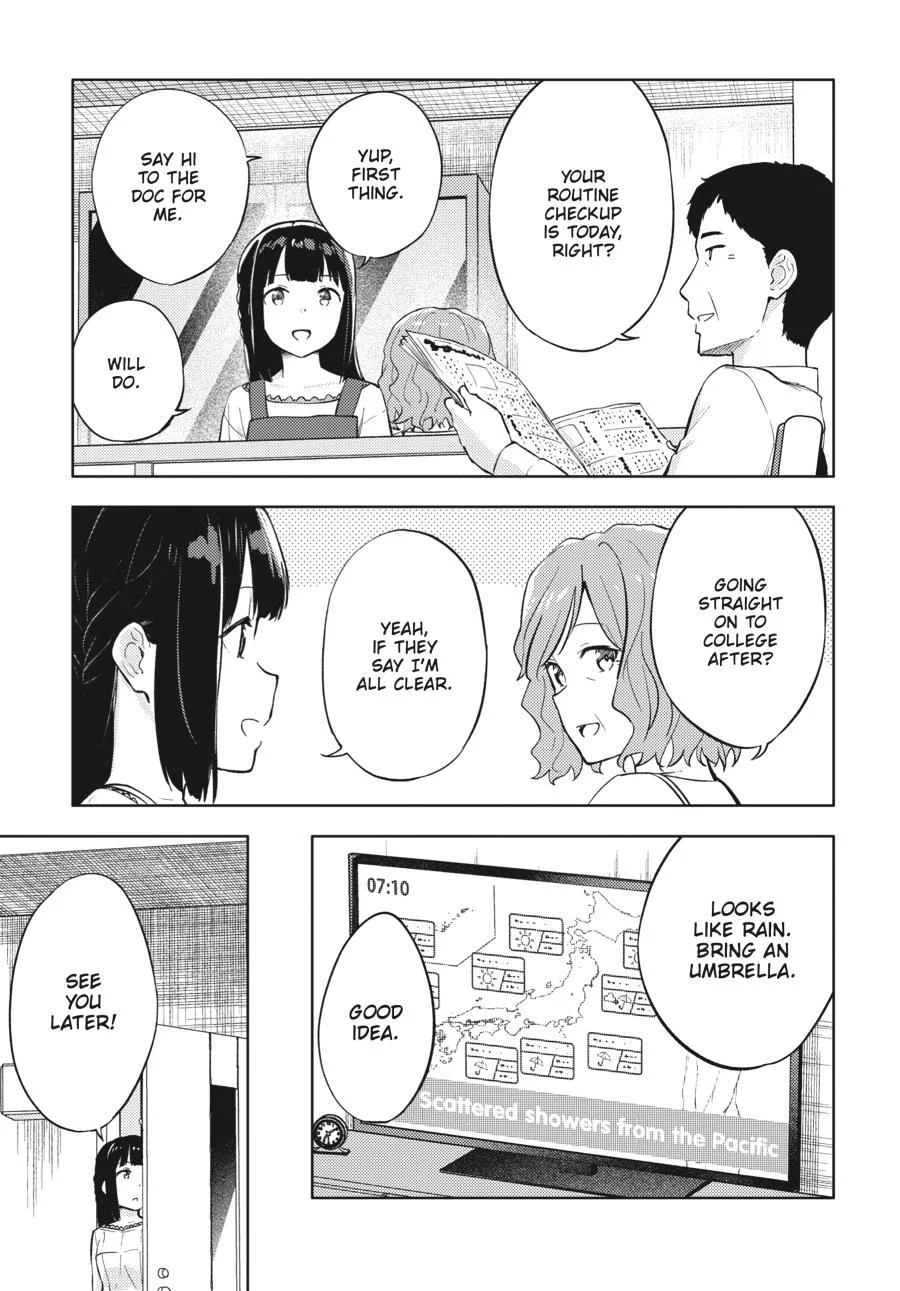 YOUR
ROUTINE
CHECKUP
IS TODAY,
RIGHT?
YUP,
FIRST
THING.
SAY HI
TO THE
DOC FOR
ME.
WILL
DO.
GOING
STRAIGHT
ON TO
COLLEGE
AFTER?
YEAH,
IF THEY
SAY I'M
ALL CLEAR.
LOOKS
LIKE RAIN.
BRING AN
UMBRELLA.
07:10
GOOD
IDEA.
Scattered showers from the Pacific
SEE
YOU
LATER!